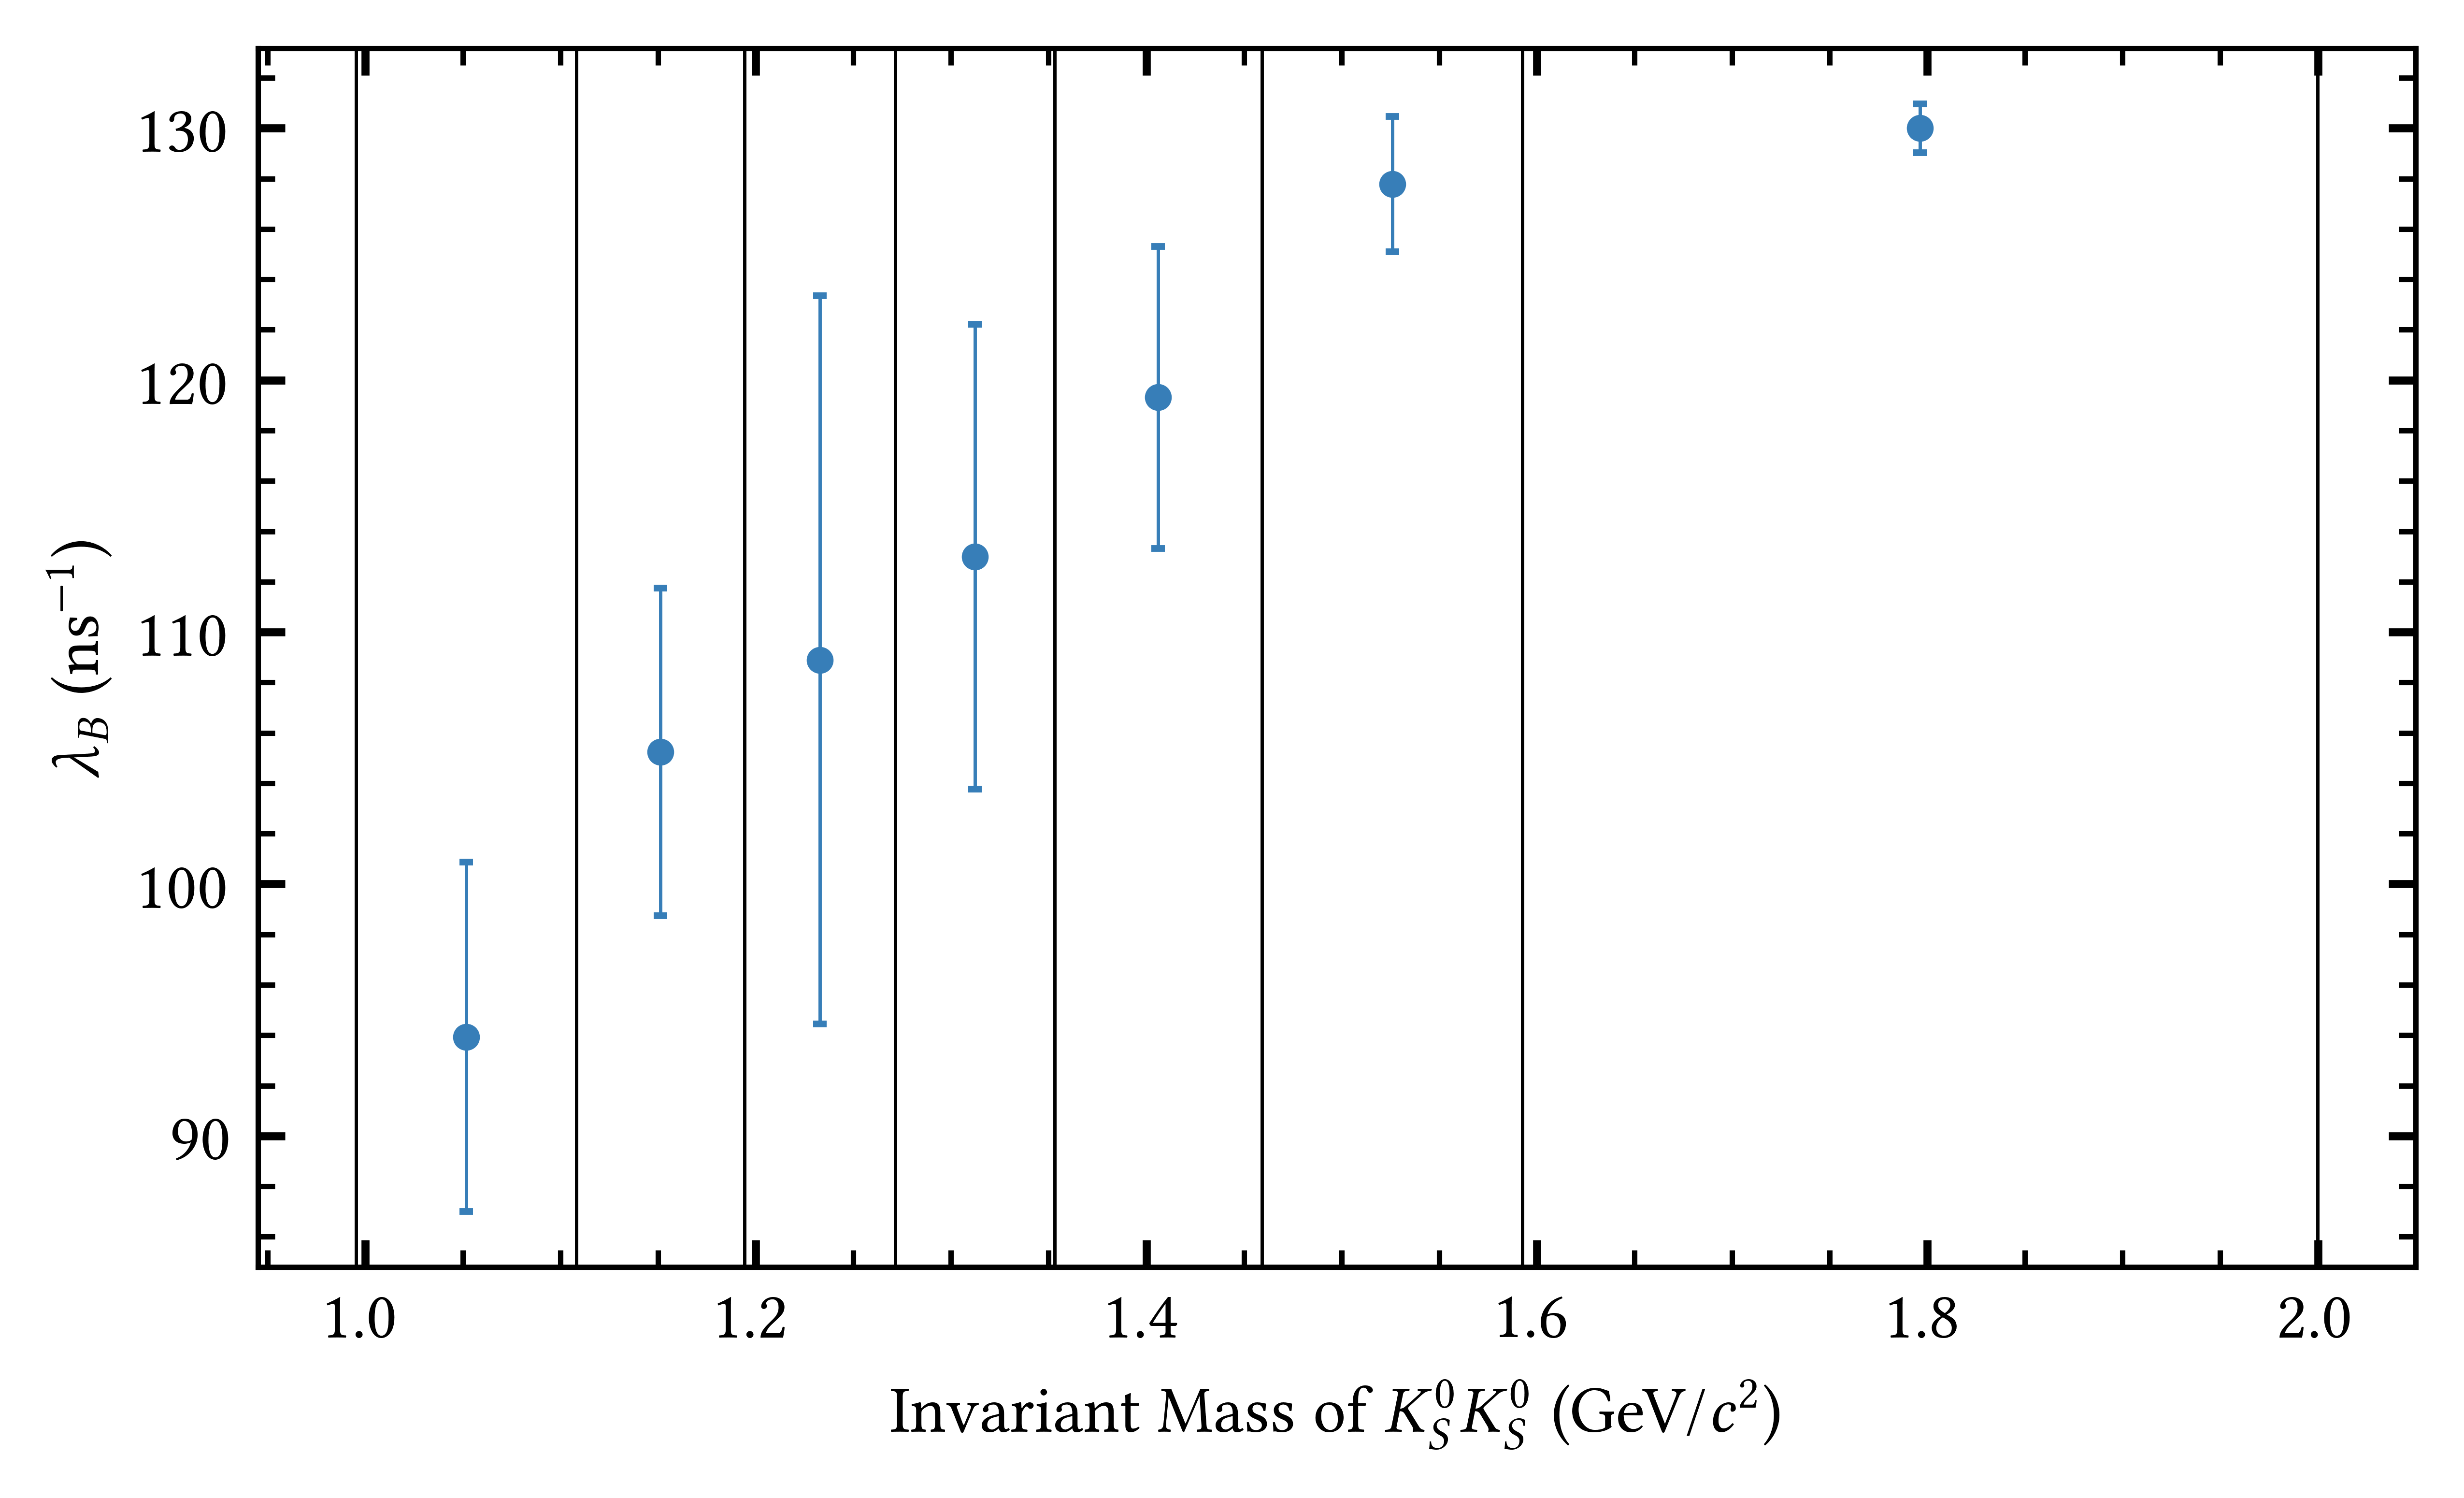 130
120
110
100
90
λ_B (ns⁻¹)
1.0 1.2 1.4 1.6 1.8 2.0
Invariant Mass of K_S^0 K_S^0 (GeV/c²)